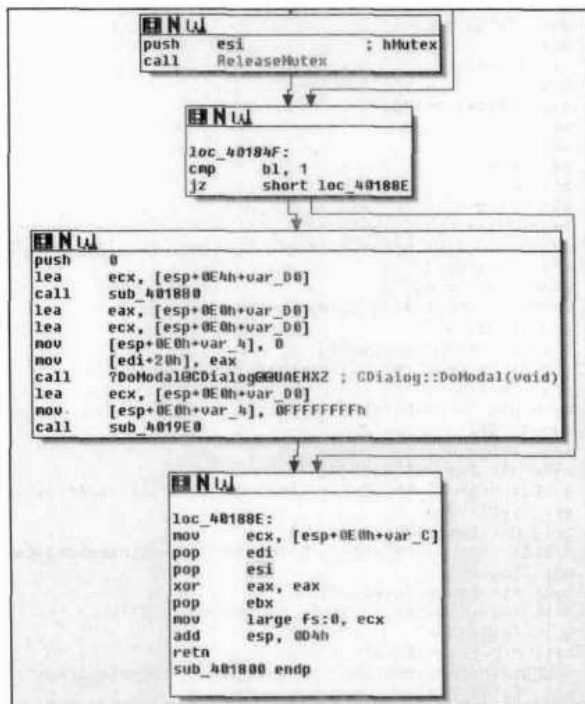 push esi ; hMutex
call ReleaseMutex
loc_40184F:
cmp bl, 1
jz short loc_40188E
push 0
lea ecx, [esp+0E4h+var_D0]
call sub_4018B0
lea eax, [esp+0E0h+var_D0]
lea ecx, [esp+0E0h+var_D0]
mov [esp+0E0h+var_4], 0
mov [edi+20h], eax
call ?DoModal@CDialog@@UAEHXZ ; CDialog::DoModal(void)
lea ecx, [esp+0E0h+var_D0]
mov [esp+0E0h+var_4], 0FFFFFFFFh
call sub_4019E0
loc_40188E:
mov ecx, [esp+0E0h+var_C]
pop edi
pop esi
xor eax, eax
pop ebx
mov large fs:0, ecx
add esp, 0D4h
retn
sub_401800 endp